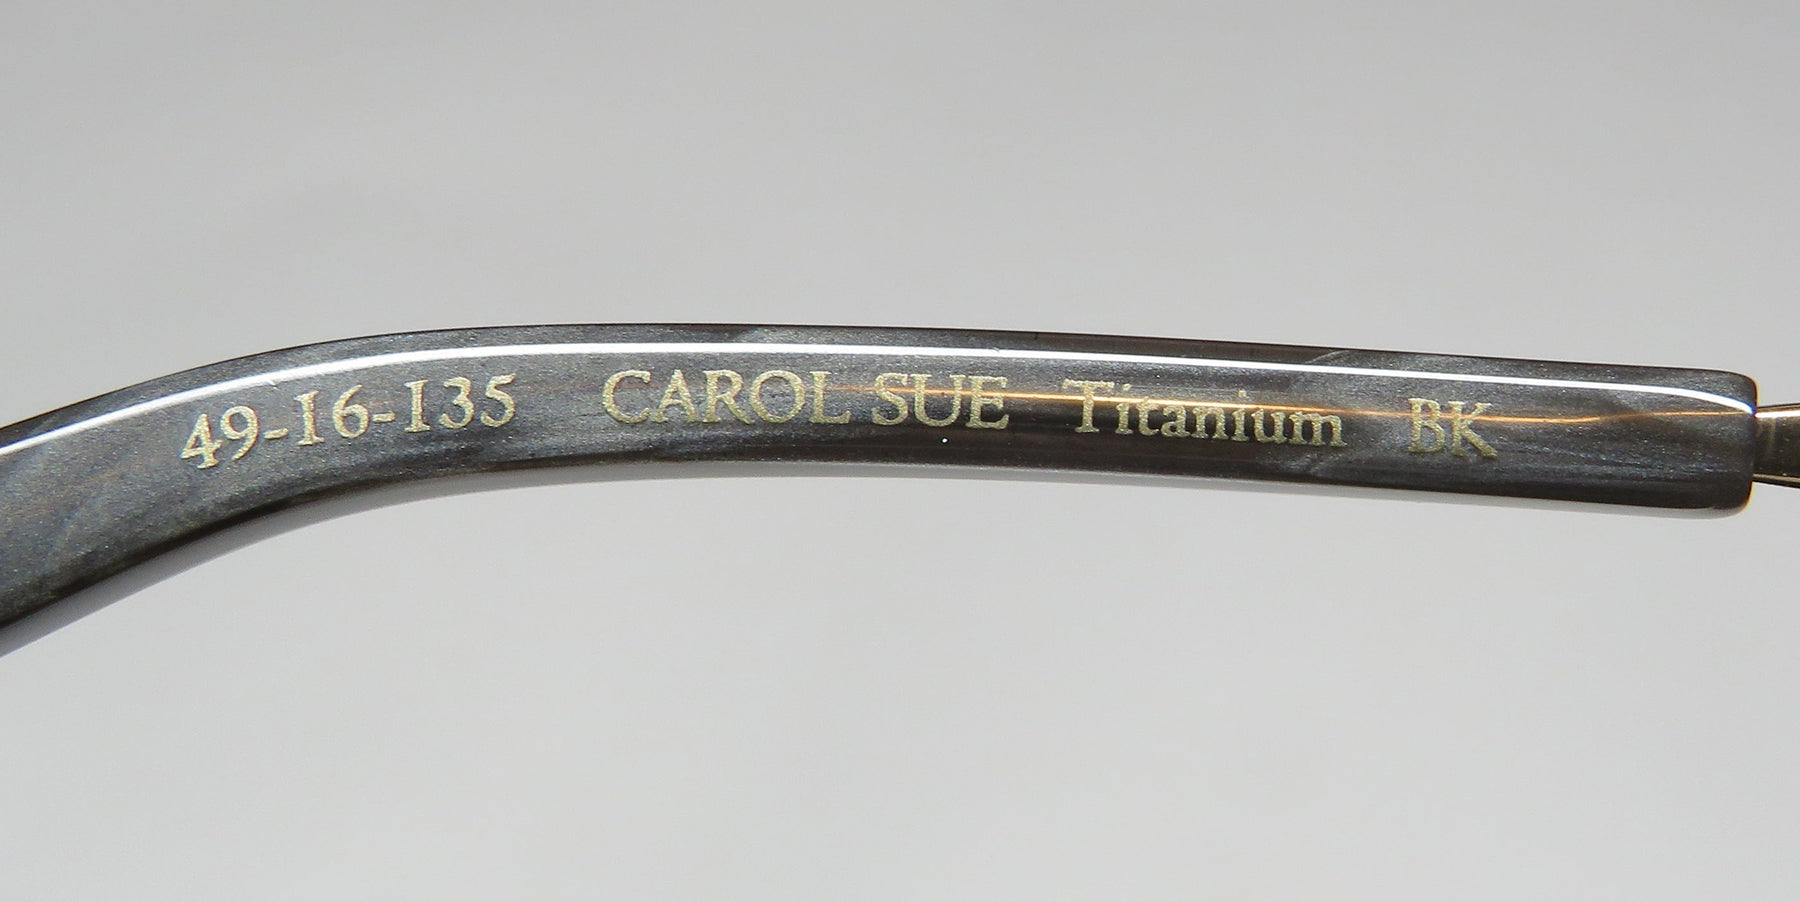 49-16-135 CAROL SUE Titanium BK